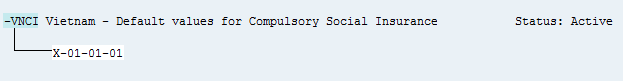 -VNCI Vietnam - Default values for Compulsory Social Insurance Status: Active
X-01-01-01